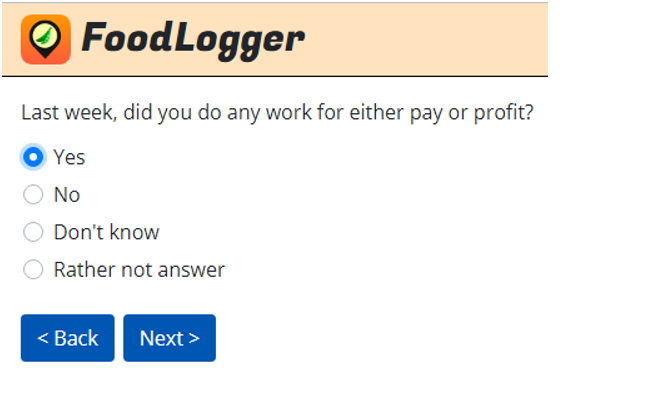 FoodLogger
Last week, did you do any work for either pay or profit?
Yes
No
Don't know
Rather not answer
< Back Next >